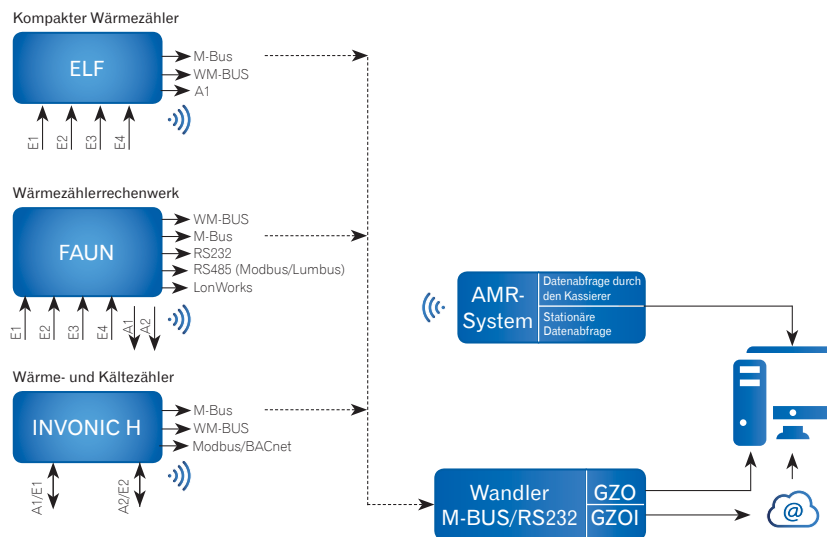 Kompakter Wärmezähler
ELF
M-Bus
WM-BUS
A1
E1
E2
E3
E4
Wärmezählerrechenwerk
FAUN
WM-BUS
M-Bus
RS232
RS485 (Modbus/Lumbus)
LonWorks
E1
E2
E3
E4
A1
A2
Wärme- und Kältezähler
INVONIC H
M-Bus
WM-BUS
Modbus/BACnet
A1/E1
A2/E2
AMR-
System
Datenabfrage durch
den Kassierer
Stationäre
Datenabfrage
Wandler
M-BUS/RS232
GZO
GZOI
@